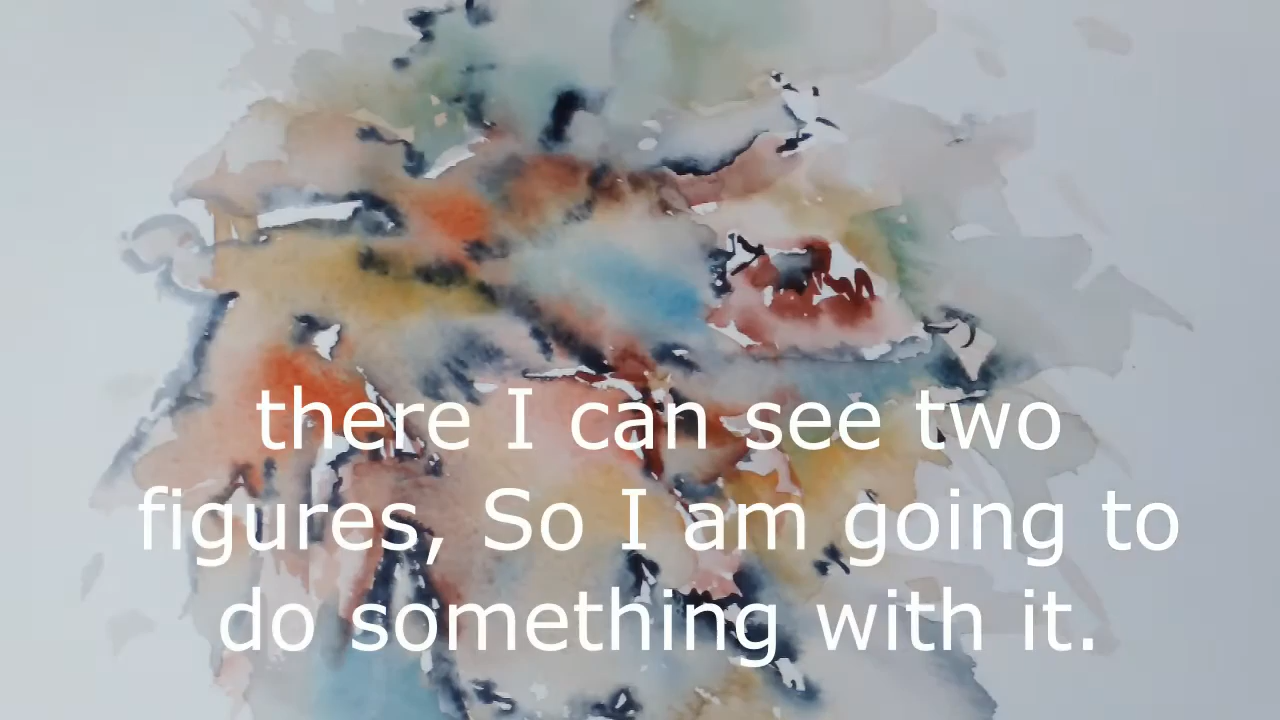 there I can see two
figures, So I am going to
do something with it.